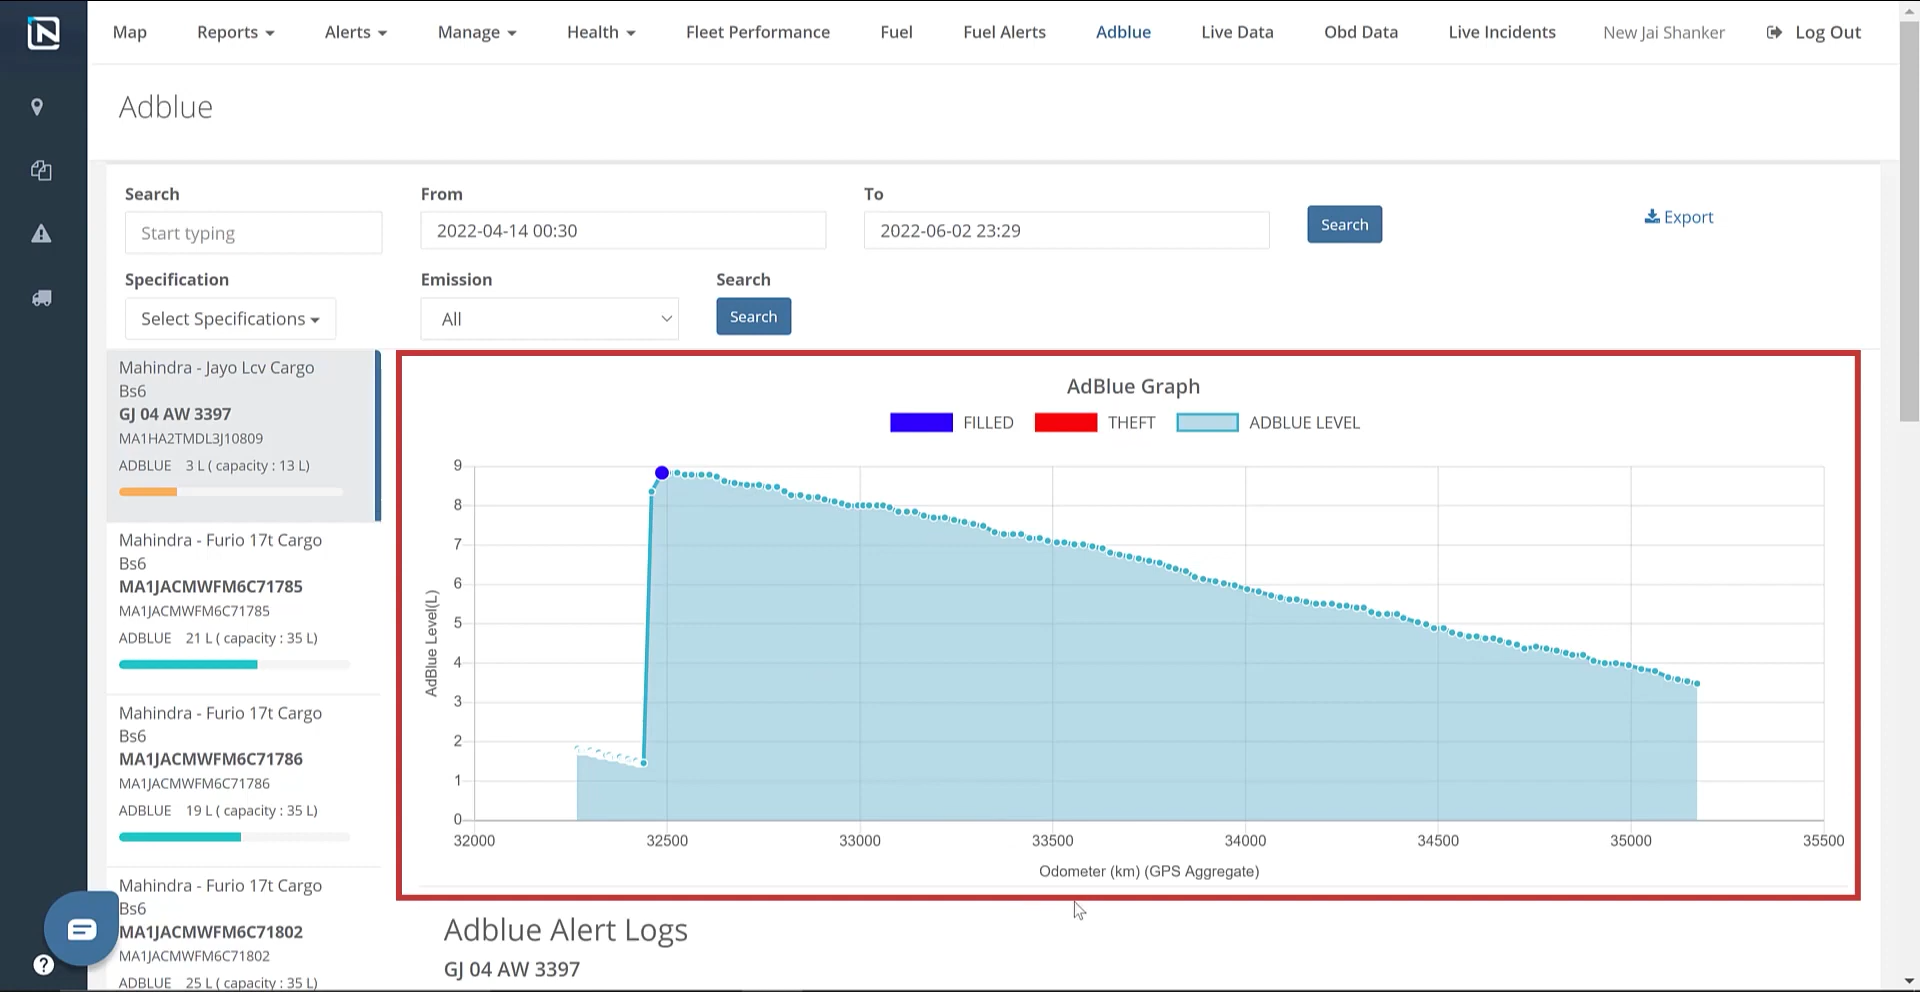 Map Reports Alerts Manage Health Fleet Performance Fuel Fuel Alerts Adblue Live Data Obd Data Live Incidents New Jai Shanker Log Out
Adblue
Search From To
Start typing 2022-04-14 00:30 2022-06-02 23:29 Search Export
Specification Emission Search
Select Specifications All Search
Mahindra - Jayo Lcv Cargo
Bs6
GJ 04 AW 3397
MA1HA2TMDL3J10809
ADBLUE 3 L ( capacity : 13 L)
Mahindra - Furio 17t Cargo
Bs6
MA1JACMWFM6C71785
MA1JACMWFM6C71785
ADBLUE 21 L ( capacity : 35 L)
Mahindra - Furio 17t Cargo
Bs6
MA1JACMWFM6C71786
MA1JACMWFM6C71786
ADBLUE 19 L ( capacity : 35 L)
Mahindra - Furio 17t Cargo
Bs6
MA1JACMWFM6C71802
MA1JACMWFM6C71802
ADBLUE 25 L ( capacity : 35 L)
AdBlue Graph
FILLED THEFT ADBLUE LEVEL
AdBlue Level(L)
9
8
7
6
5
4
3
2
1
0
32000 32500 33000 33500 34000 34500 35000 35500
Odometer (km) (GPS Aggregate)
Adblue Alert Logs
GJ 04 AW 3397